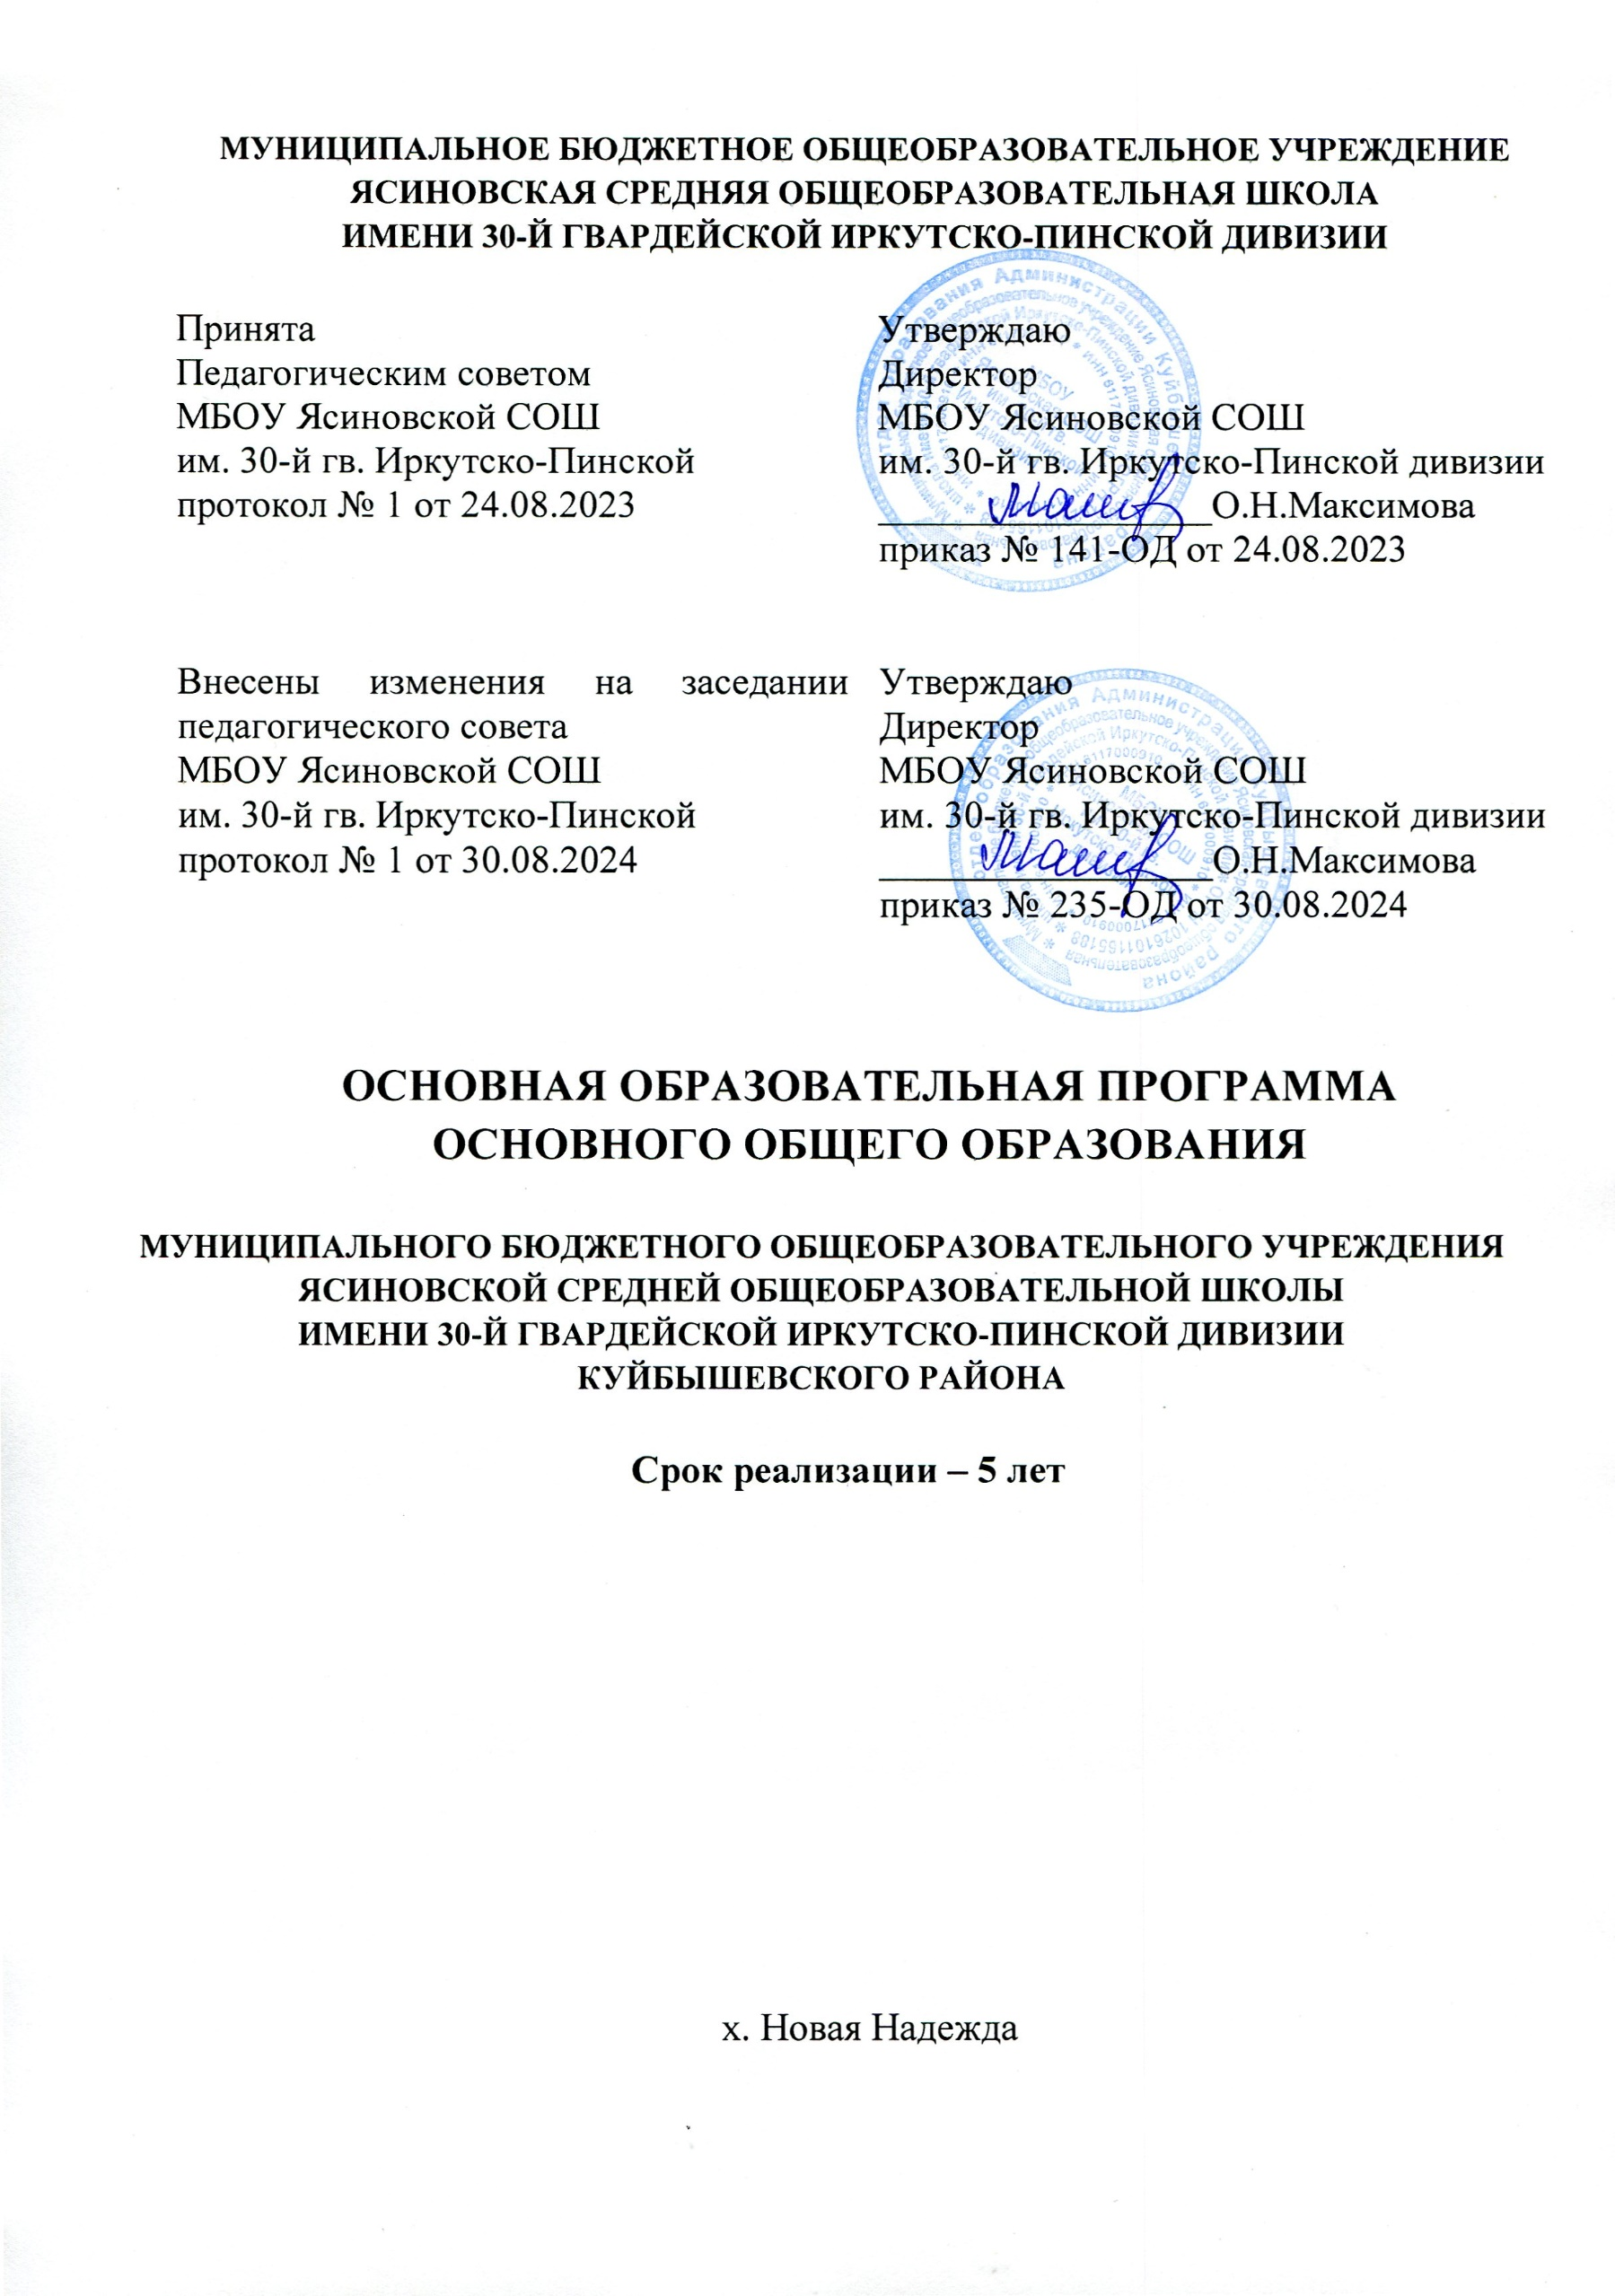 МУНИЦИПАЛЬНОЕ БЮДЖЕТНОЕ ОБЩЕОБРАЗОВАТЕЛЬНОЕ УЧРЕЖДЕНИЕ
ЯСИНОВСКАЯ СРЕДНЯЯ ОБЩЕОБРАЗОВАТЕЛЬНАЯ ШКОЛА
ИМЕНИ 30-Й ГВАРДЕЙСКОЙ ИРКУТСКО-ПИНСКОЙ ДИВИЗИИ
Принята
Педагогическим советом
МБОУ Ясиновской СОШ
им. 30-й гв. Иркутско-Пинской
протокол № 1 от 24.08.2023
Утверждаю
Директор
МБОУ Ясиновской СОШ
им. 30-й гв. Иркутско-Пинской дивизии
О.Н.Максимова
приказ № 141-ОД от 24.08.2023
Внесены изменения на заседании
педагогического совета
МБОУ Ясиновской СОШ
им. 30-й гв. Иркутско-Пинской
протокол № 1 от 30.08.2024
Утверждаю
Директор
МБОУ Ясиновской СОШ
им. 30-й гв. Иркутско-Пинской дивизии
О.Н.Максимова
приказ № 235-ОД от 30.08.2024
ОСНОВНАЯ ОБРАЗОВАТЕЛЬНАЯ ПРОГРАММА
ОСНОВНОГО ОБЩЕГО ОБРАЗОВАНИЯ
МУНИЦИПАЛЬНОГО БЮДЖЕТНОГО ОБЩЕОБРАЗОВАТЕЛЬНОГО УЧРЕЖДЕНИЯ
ЯСИНОВСКОЙ СРЕДНЕЙ ОБЩЕОБРАЗОВАТЕЛЬНОЙ ШКОЛЫ
ИМЕНИ 30-Й ГВАРДЕЙСКОЙ ИРКУТСКО-ПИНСКОЙ ДИВИЗИИ
КУЙБЫШЕВСКОГО РАЙОНА
Срок реализации – 5 лет
х. Новая Надежда